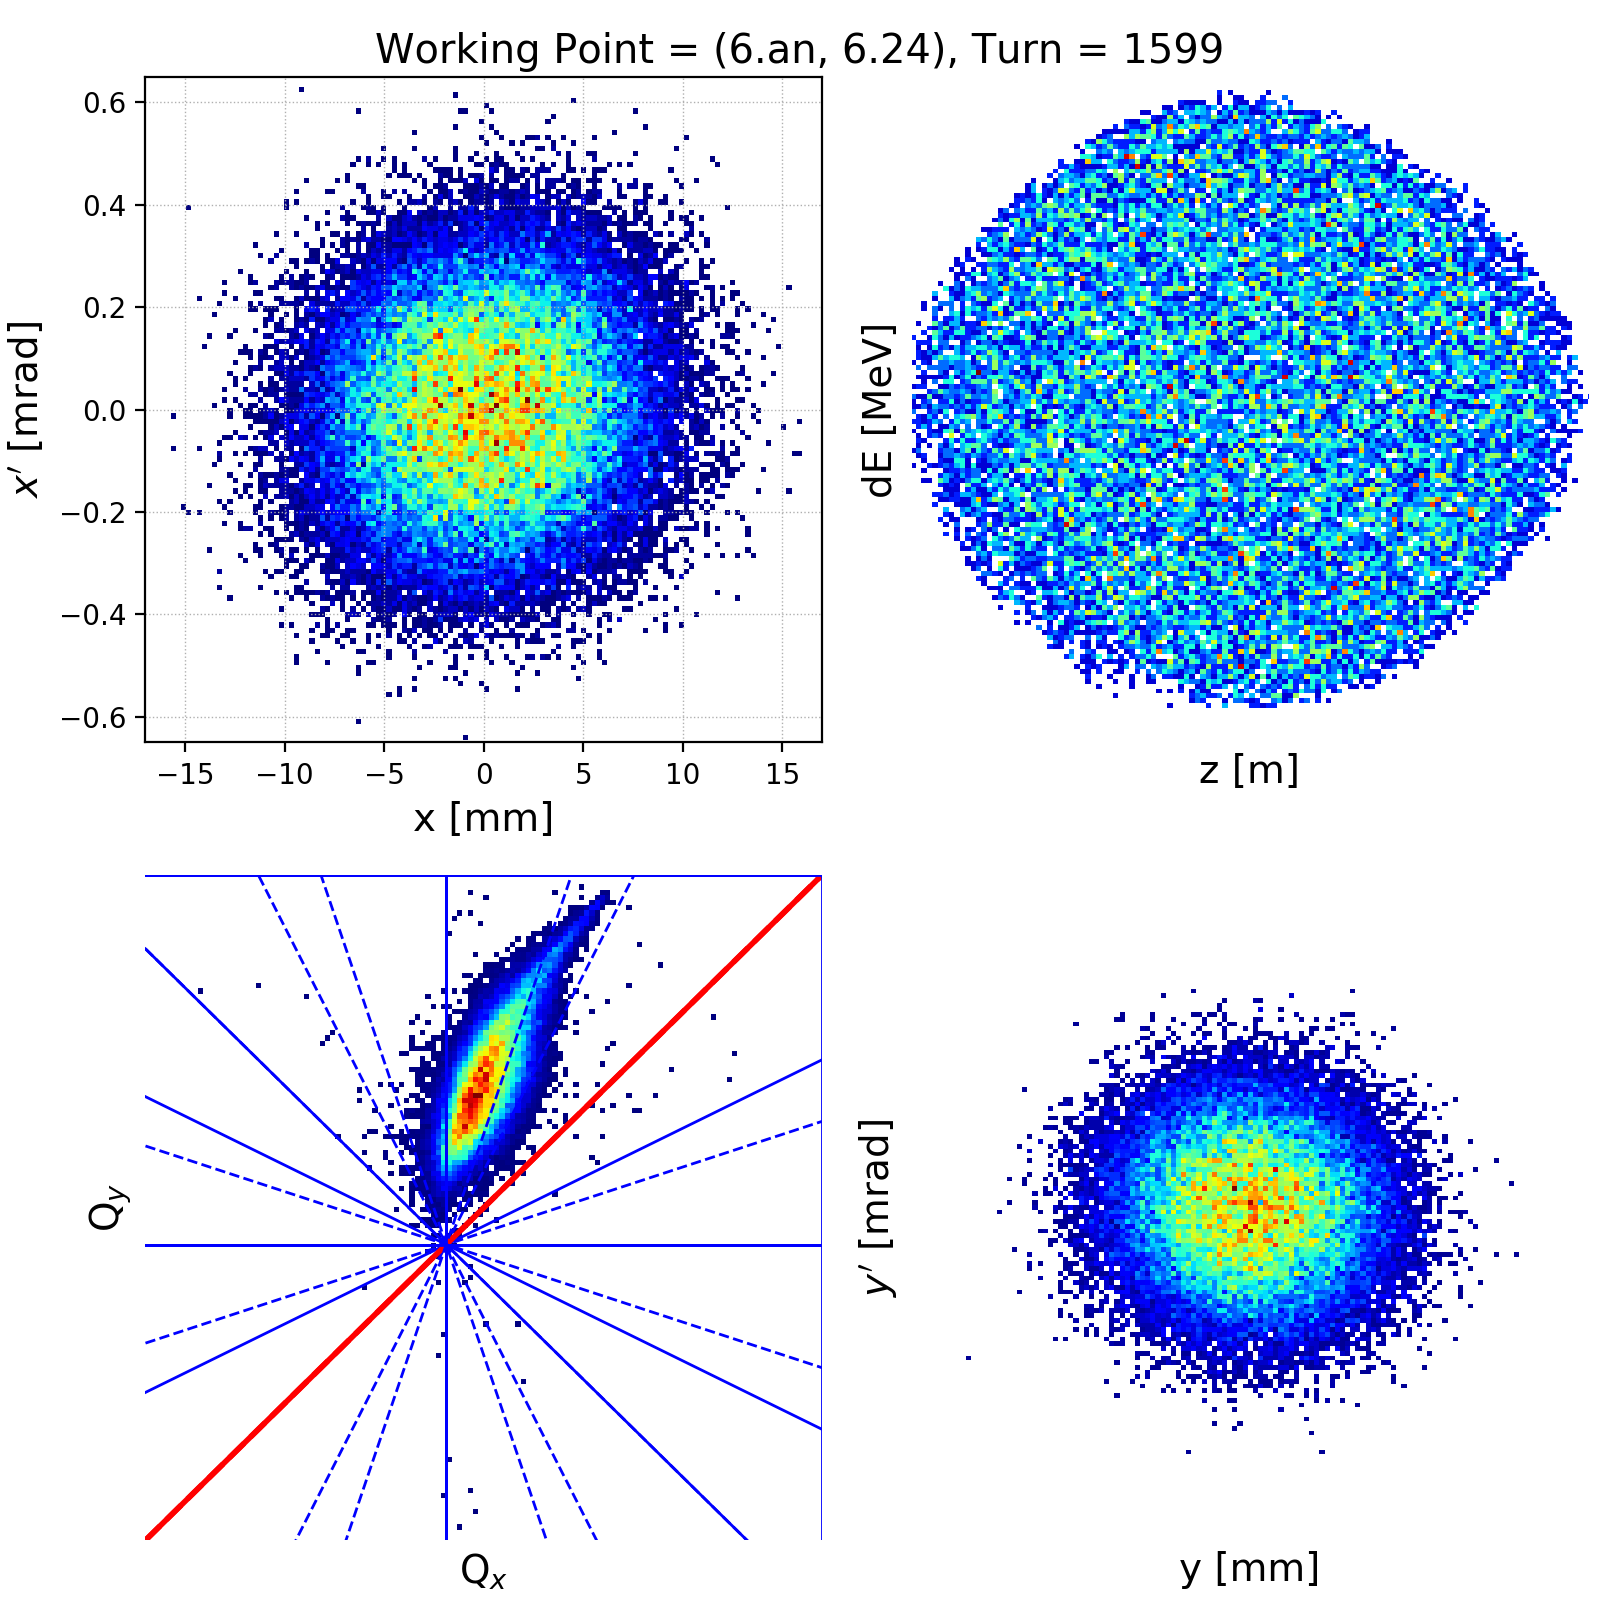 Working Point = (6.an, 6.24), Turn = 1599
0.6
0.4
0.2
0.0
−0.2
−0.4
−0.6
x′ [mrad]
−15 −10 −5 0 5 10 15
x [mm]
dE [MeV]
z [m]
Qy
Qx
y′ [mrad]
y [mm]